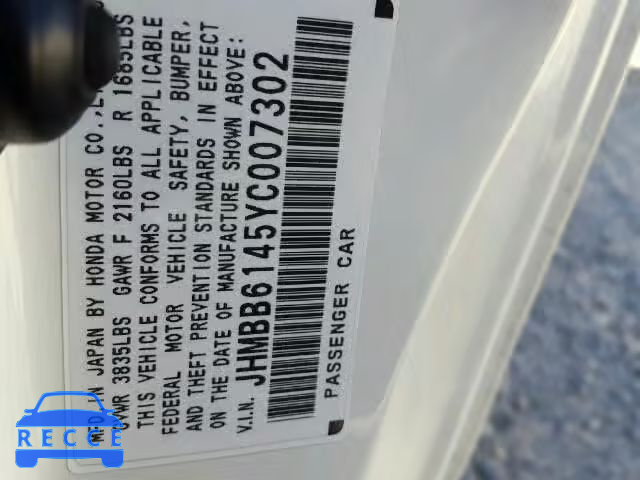 MFD. IN JAPAN BY HONDA MOTOR CO.,
GVWR 3835LBS GAWR F 2160LBS R 1685LBS
THIS VEHICLE CONFORMS TO ALL APPLICABLE
FEDERAL MOTOR VEHICLE SAFETY, BUMPER,
AND THEFT PREVENTION STANDARDS IN EFFECT
ON THE DATE OF MANUFACTURE SHOWN ABOVE:
V.I.N. JHMBB6145YC007302
PASSENGER CAR
RECCE